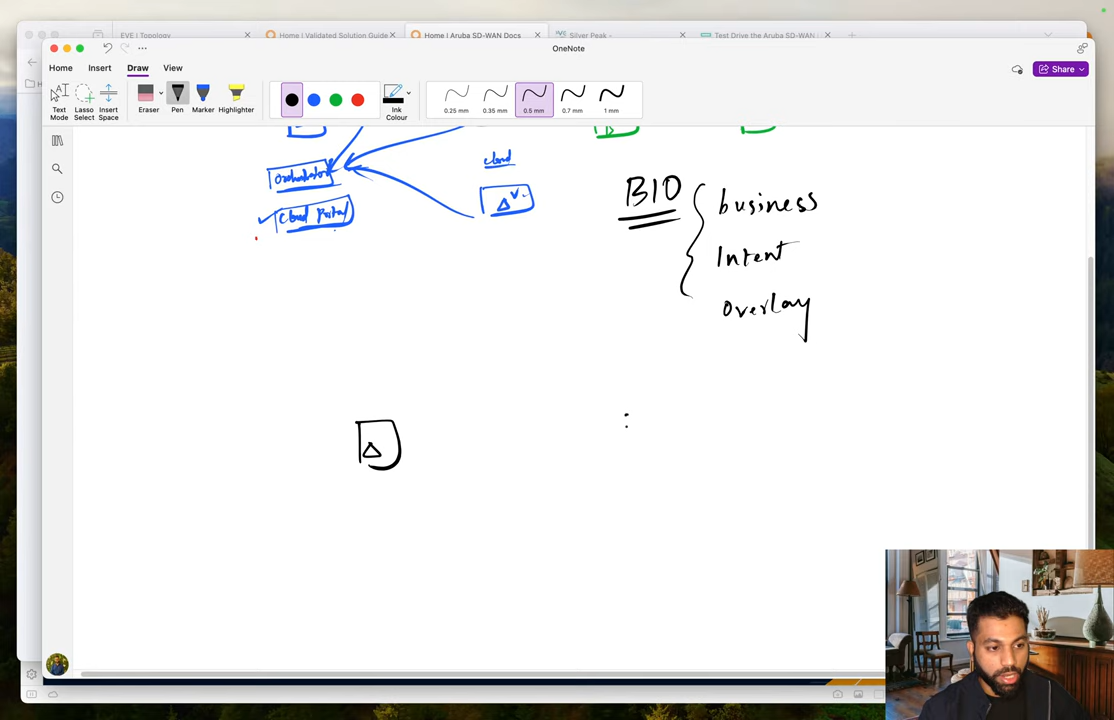 EVE | Topology
Home | Validated Solution Guide
Home | Aruba SD-WAN Docs
Silver Peak -
Test Drive the Aruba SD-WAN
OneNote
Home
Insert
Draw
View
Share
Text Mode
Lasso Select
Insert Space
Eraser
Pen
Marker
Highlighter
Ink Colour
0.25 mm
0.35 mm
0.5 mm
0.7 mm
1 mm
Orchestrator
Cloud Portal
cloud
BIO
business
Intent
overlay